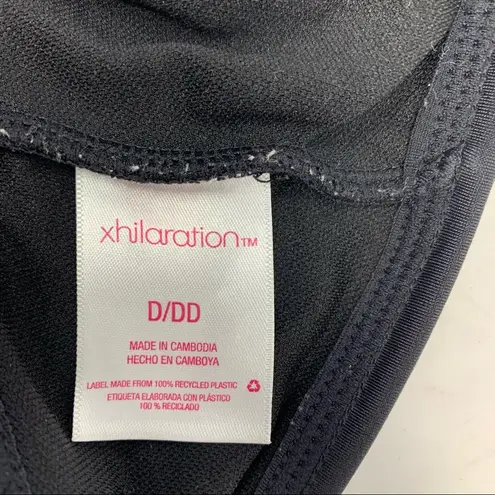 xhilaration™
D/DD
MADE IN CAMBODIA
HECHO EN CAMBOYA
LABEL MADE FROM 100% RECYCLED PLASTIC
ETIQUETA ELABORADA CON PLÁSTICO
100 % RECICLADO